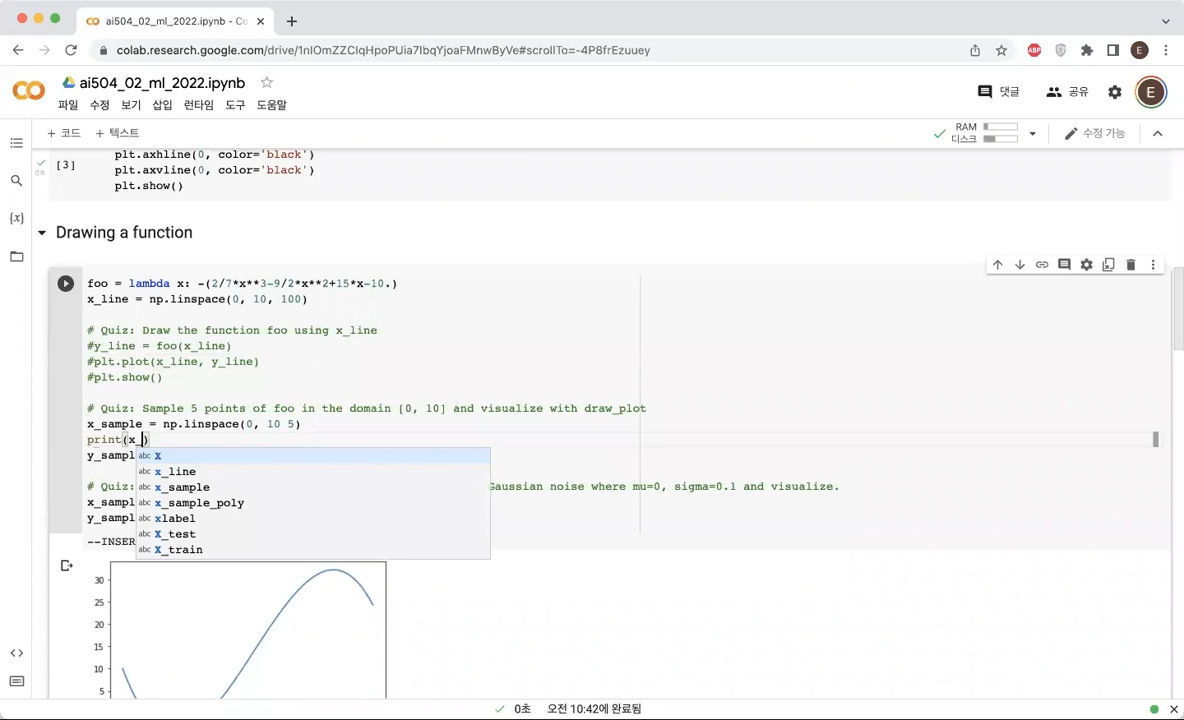 ai504_02_ml_2022.ipynb - Co
colab.research.google.com/drive/1nIOmZZCIqHpoPUia7IbqYjoaFMnwByVe#scrollTo=-4P8frEzuuey
ABP
E
ai504_02_ml_2022.ipynb
댓글
공유
E
파일 수정 보기 삽입 런타임 도구 도움말
+ 코드 + 텍스트
RAM
디스크
수정 가능
[3]
0초
plt.axhline(0, color='black')
plt.axvline(0, color='black')
plt.show()
{x}
Drawing a function
foo = lambda x: -(2/7*x**3-9/2*x**2+15*x-10.)
x_line = np.linspace(0, 10, 100)
# Quiz: Draw the function foo using x_line
#y_line = foo(x_line)
#plt.plot(x_line, y_line)
#plt.show()
# Quiz: Sample 5 points of foo in the domain [0, 10] and visualize with draw_plot
x_sample = np.linspace(0, 10 5)
print(x_)
y_sampl
abc x
abc x_line
abc x_sample
abc x_sample_poly
abc xlabel
abc X_test
abc X_train
# Quiz:
Gaussian noise where mu=0, sigma=0.1 and visualize.
x_sampl
y_sampl
--INSER
30
25
20
15
10
5
0초 오전 10:42에 완료됨